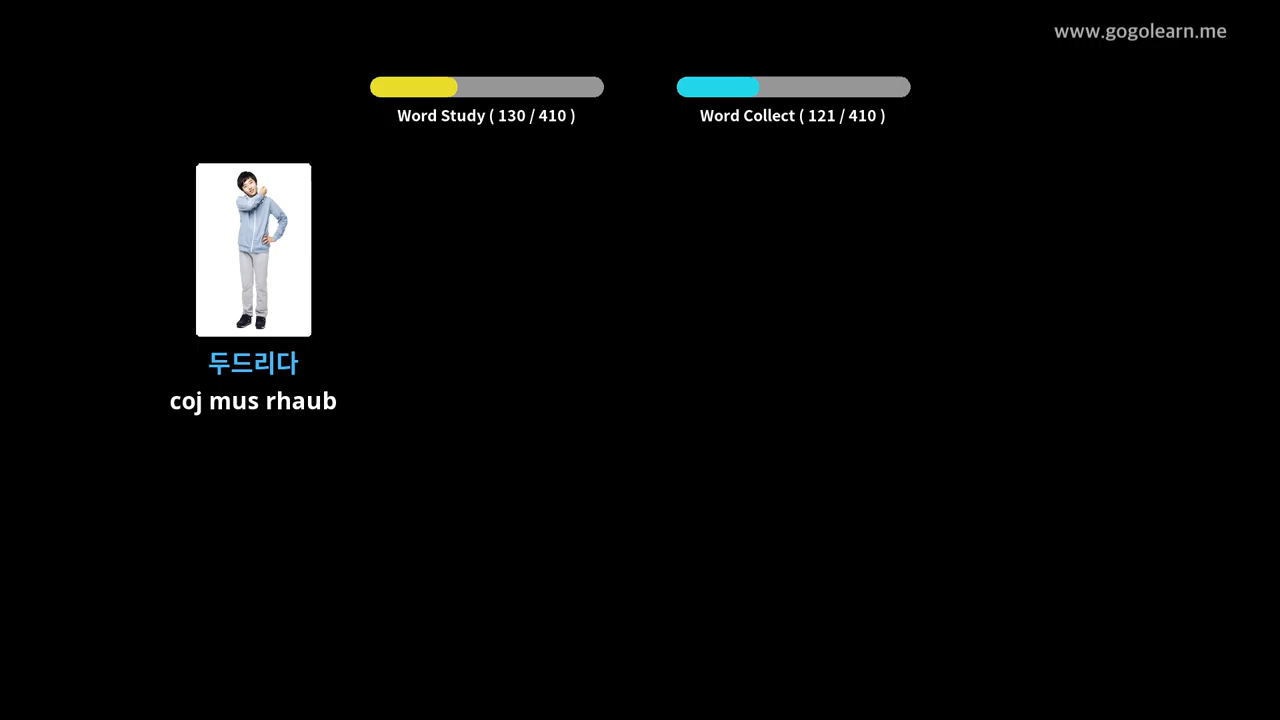 www.gogolearn.me
Word Study ( 130 / 410 )
Word Collect ( 121 / 410 )
두드리다
coj mus rhaub